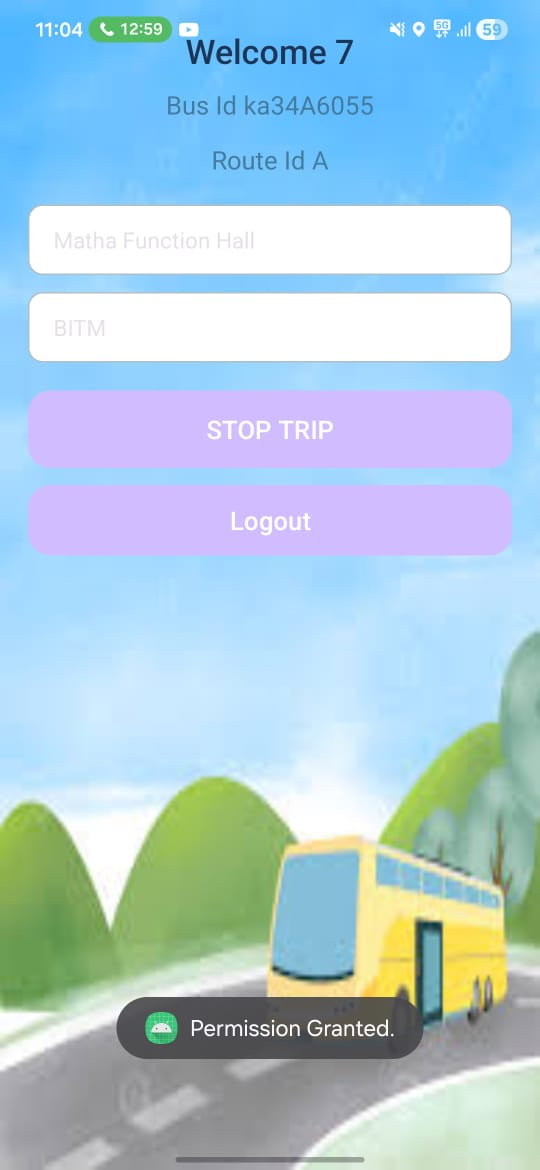 11:04 12:59 5G 59
Welcome 7
Bus Id ka34A6055
Route Id A
Matha Function Hall
BITM
STOP TRIP
Logout
Permission Granted.